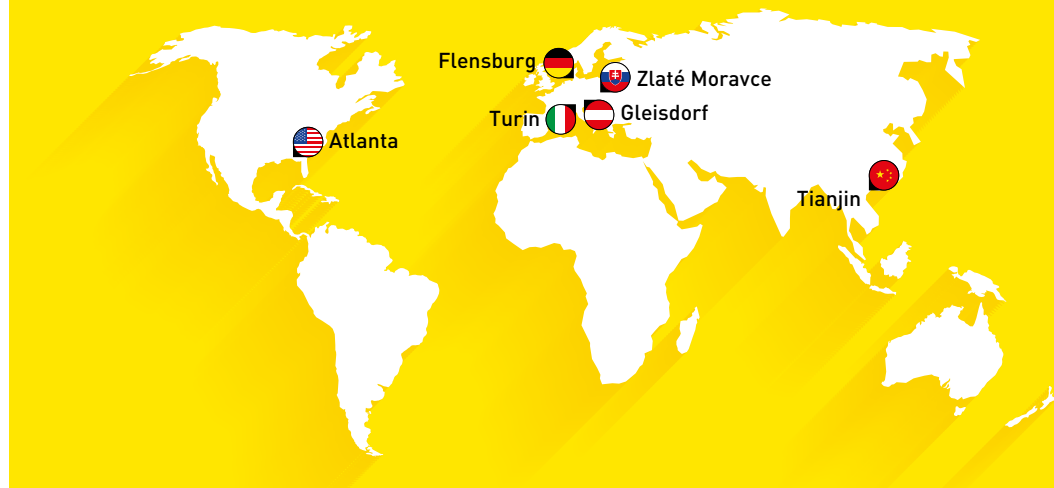 Flensburg
Zlaté Moravce
Turin
Gleisdorf
Atlanta
Tianjin